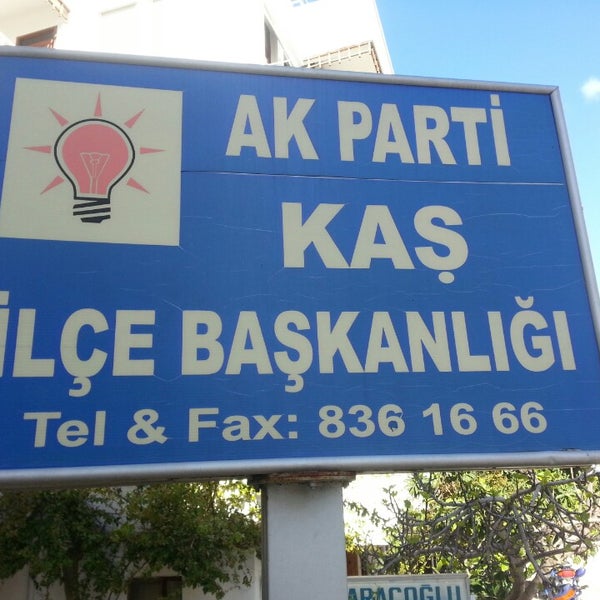 AK PARTİ
KAŞ
İLÇE BAŞKANLIĞI
Tel & Fax: 836 16 66